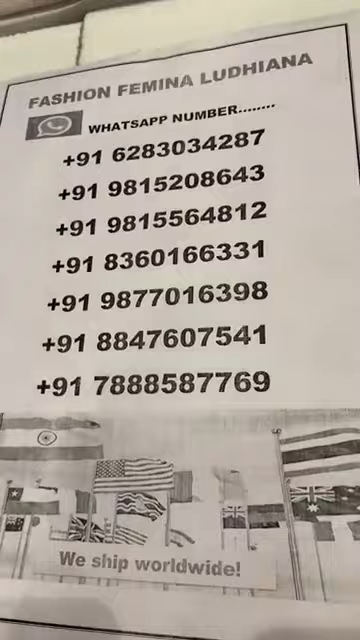 FASHION FEMINA LUDHIANA
WHATSAPP NUMBER........
+91 6283034287
+91 9815208643
+91 9815564812
+91 8360166331
+91 9877016398
+91 8847607541
+91 7888587769
We ship worldwide!